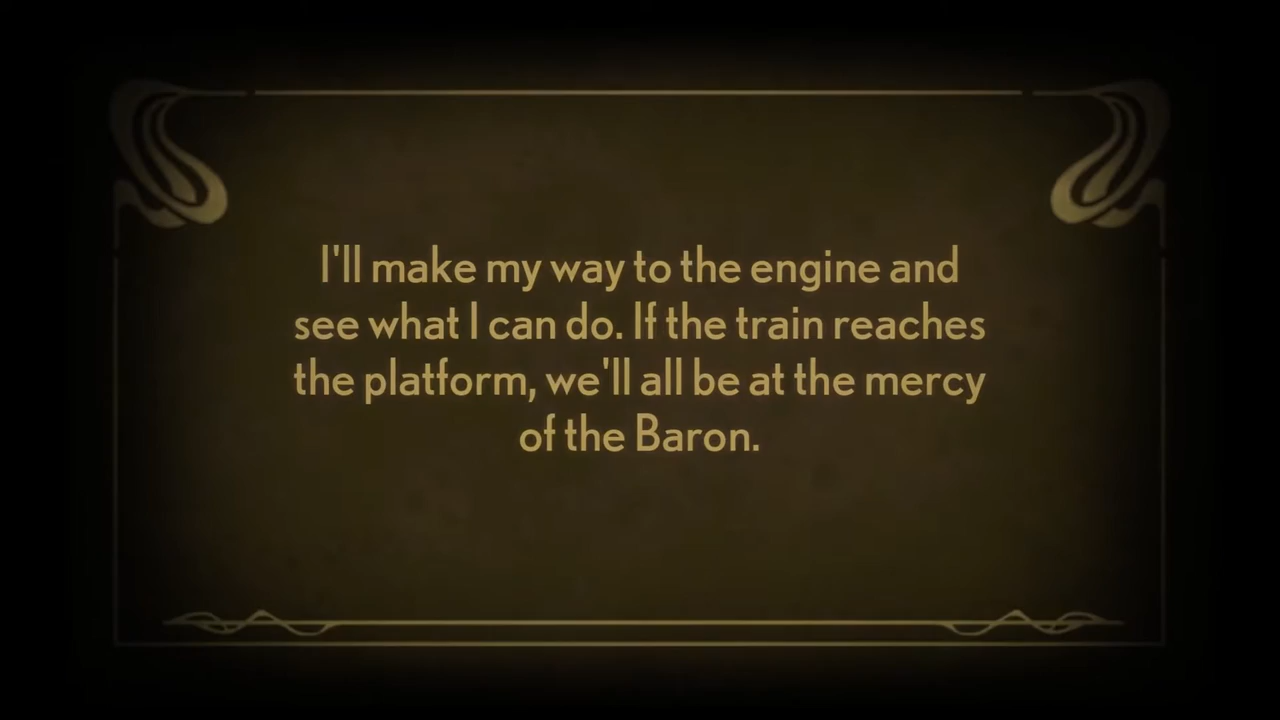 I'll make my way to the engine and
see what I can do. If the train reaches
the platform, we'll all be at the mercy
of the Baron.